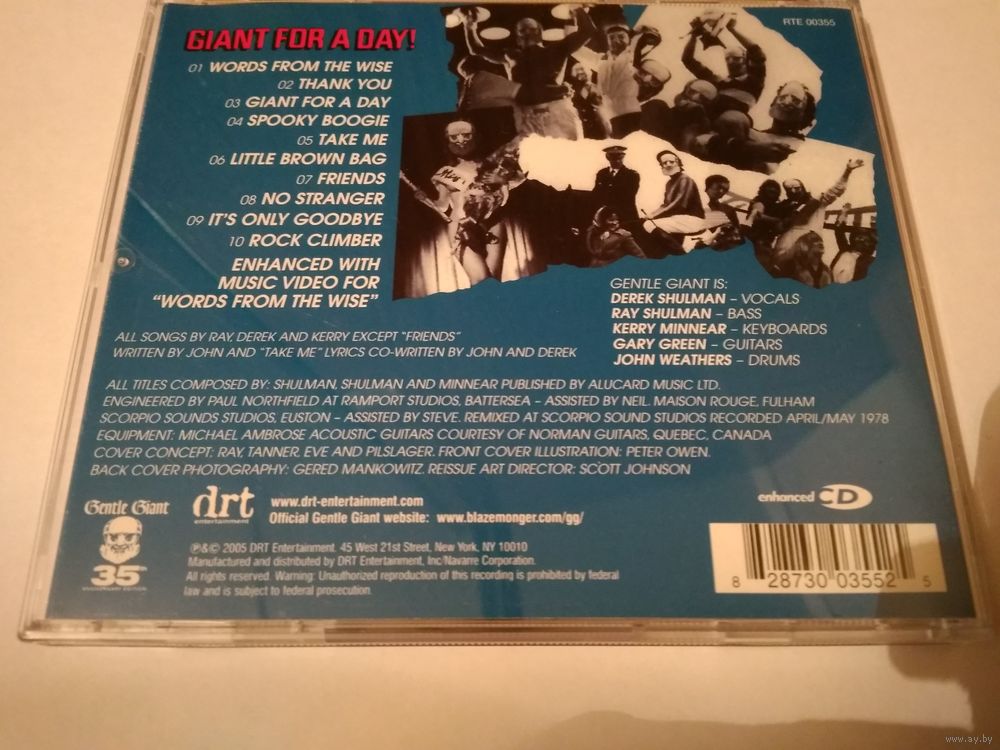 GIANT FOR A DAY!
RTE 00355
01 WORDS FROM THE WISE
02 THANK YOU
03 GIANT FOR A DAY
04 SPOOKY BOOGIE
05 TAKE ME
06 LITTLE BROWN BAG
07 FRIENDS
08 NO STRANGER
09 IT'S ONLY GOODBYE
10 ROCK CLIMBER
ENHANCED WITH
MUSIC VIDEO FOR
"WORDS FROM THE WISE"
GENTLE GIANT IS:
DEREK SHULMAN – VOCALS
RAY SHULMAN – BASS
KERRY MINNEAR – KEYBOARDS
GARY GREEN – GUITARS
JOHN WEATHERS – DRUMS
ALL SONGS BY RAY, DEREK AND KERRY EXCEPT "FRIENDS"
WRITTEN BY JOHN AND "TAKE ME" LYRICS CO-WRITTEN BY JOHN AND DEREK
ALL TITLES COMPOSED BY: SHULMAN, SHULMAN AND MINNEAR PUBLISHED BY ALUCARD MUSIC LTD.
ENGINEERED BY PAUL NORTHFIELD AT RAMPORT STUDIOS, BATTERSEA – ASSISTED BY NEIL. MAISON ROUGE, FULHAM
SCORPIO SOUNDS STUDIOS, EUSTON – ASSISTED BY STEVE. REMIXED AT SCORPIO SOUND STUDIOS RECORDED APRIL/MAY 1978
EQUIPMENT: MICHAEL AMBROSE ACOUSTIC GUITARS COURTESY OF NORMAN GUITARS, QUEBEC, CANADA
COVER CONCEPT: RAY, TANNER, EVE AND PILSLAGER. FRONT COVER ILLUSTRATION: PETER OWEN.
BACK COVER PHOTOGRAPHY: GERED MANKOWITZ. REISSUE ART DIRECTOR: SCOTT JOHNSON
Gentle Giant
35th
ANNIVERSARY EDITION
drt
entertainment
www.drt-entertainment.com
Official Gentle Giant website: www.blazemonger.com/gg/
℗&© 2005 DRT Entertainment. 45 West 21st Street, New York, NY 10010
Manufactured and distributed by DRT Entertainment, Inc/Navarre Corporation.
All rights reserved. Warning: Unauthorized reproduction of this recording is prohibited by federal
law and is subject to federal prosecution.
enhanced CD
8 28730 03552 5
www.ay.by